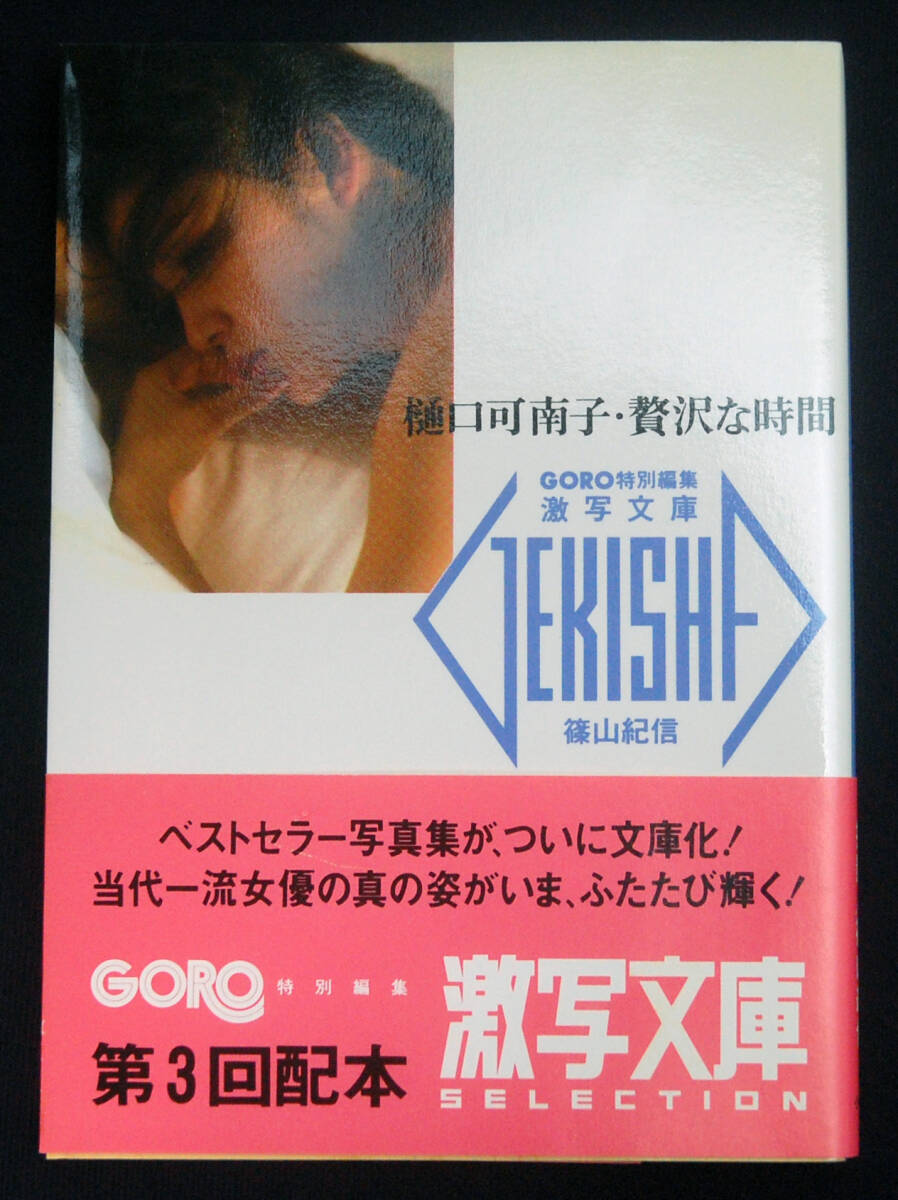 樋口可南子・贅沢な時間
GORO特別編集
激写文庫
GEKISHA
篠山紀信
ベストセラー写真集が、ついに文庫化!
当代一流女優の真の姿がいま、ふたたび輝く!
GORO 特別編集
激写文庫
第3回配本
SELECTION